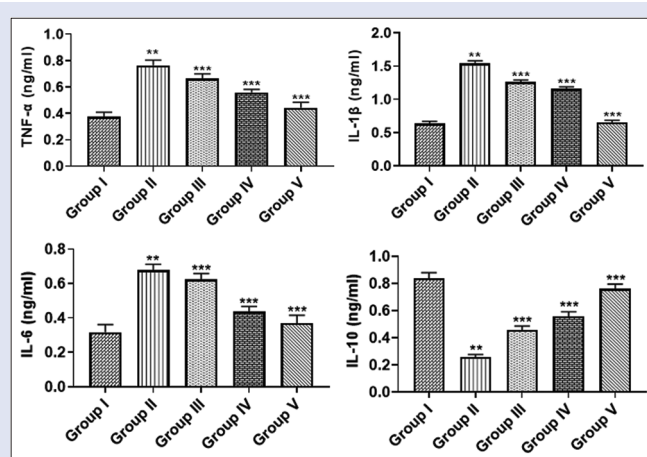 TNF-α (ng/ml)
1.0
0.8
0.6
0.4
0.2
0.0
**
***
***
***
Group I
Group II
Group III
Group IV
Group V
IL-1β (ng/ml)
2.0
1.5
1.0
0.5
0.0
**
***
***
***
Group I
Group II
Group III
Group IV
Group V
IL-6 (ng/ml)
0.8
0.6
0.4
0.2
0.0
**
***
***
***
Group I
Group II
Group III
Group IV
Group V
IL-10 (ng/ml)
1.0
0.8
0.6
0.4
0.2
0.0
**
***
***
***
Group I
Group II
Group III
Group IV
Group V